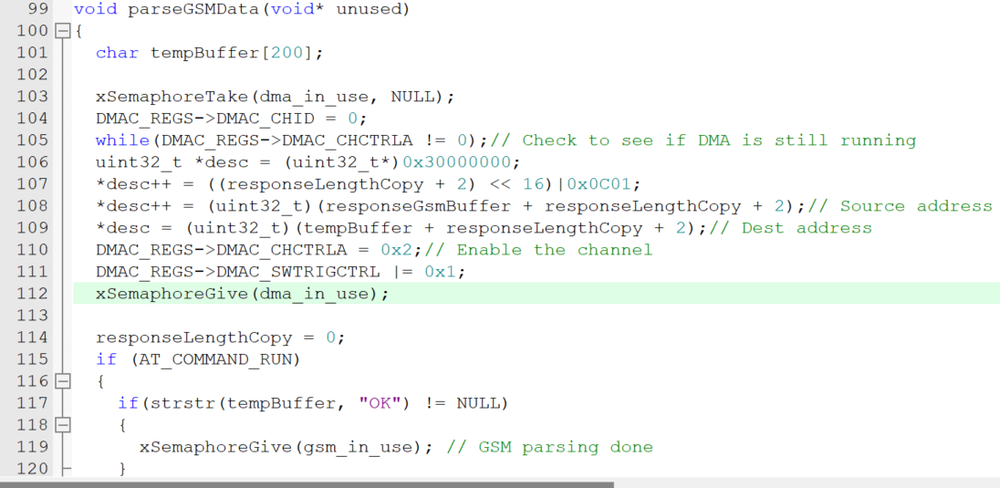 99 void parseGSMData(void* unused)
100 {
101 char tempBuffer[200];
102
103 xSemaphoreTake(dma_in_use, NULL);
104 DMAC_REGS->DMAC_CHID = 0;
105 while(DMAC_REGS->DMAC_CHCTRLA != 0);// Check to see if DMA is still running
106 uint32_t *desc = (uint32_t*)0x30000000;
107 *desc++ = ((responseLengthCopy + 2) << 16)|0x0C01;
108 *desc++ = (uint32_t)(responseGsmBuffer + responseLengthCopy + 2);// Source address
109 *desc = (uint32_t)(tempBuffer + responseLengthCopy + 2);// Dest address
110 DMAC_REGS->DMAC_CHCTRLA = 0x2;// Enable the channel
111 DMAC_REGS->DMAC_SWTRIGCTRL |= 0x1;
112 xSemaphoreGive(dma_in_use);
113
114 responseLengthCopy = 0;
115 if (AT_COMMAND_RUN)
116 {
117 if(strstr(tempBuffer, "OK") != NULL)
118 {
119 xSemaphoreGive(gsm_in_use); // GSM parsing done
120 }